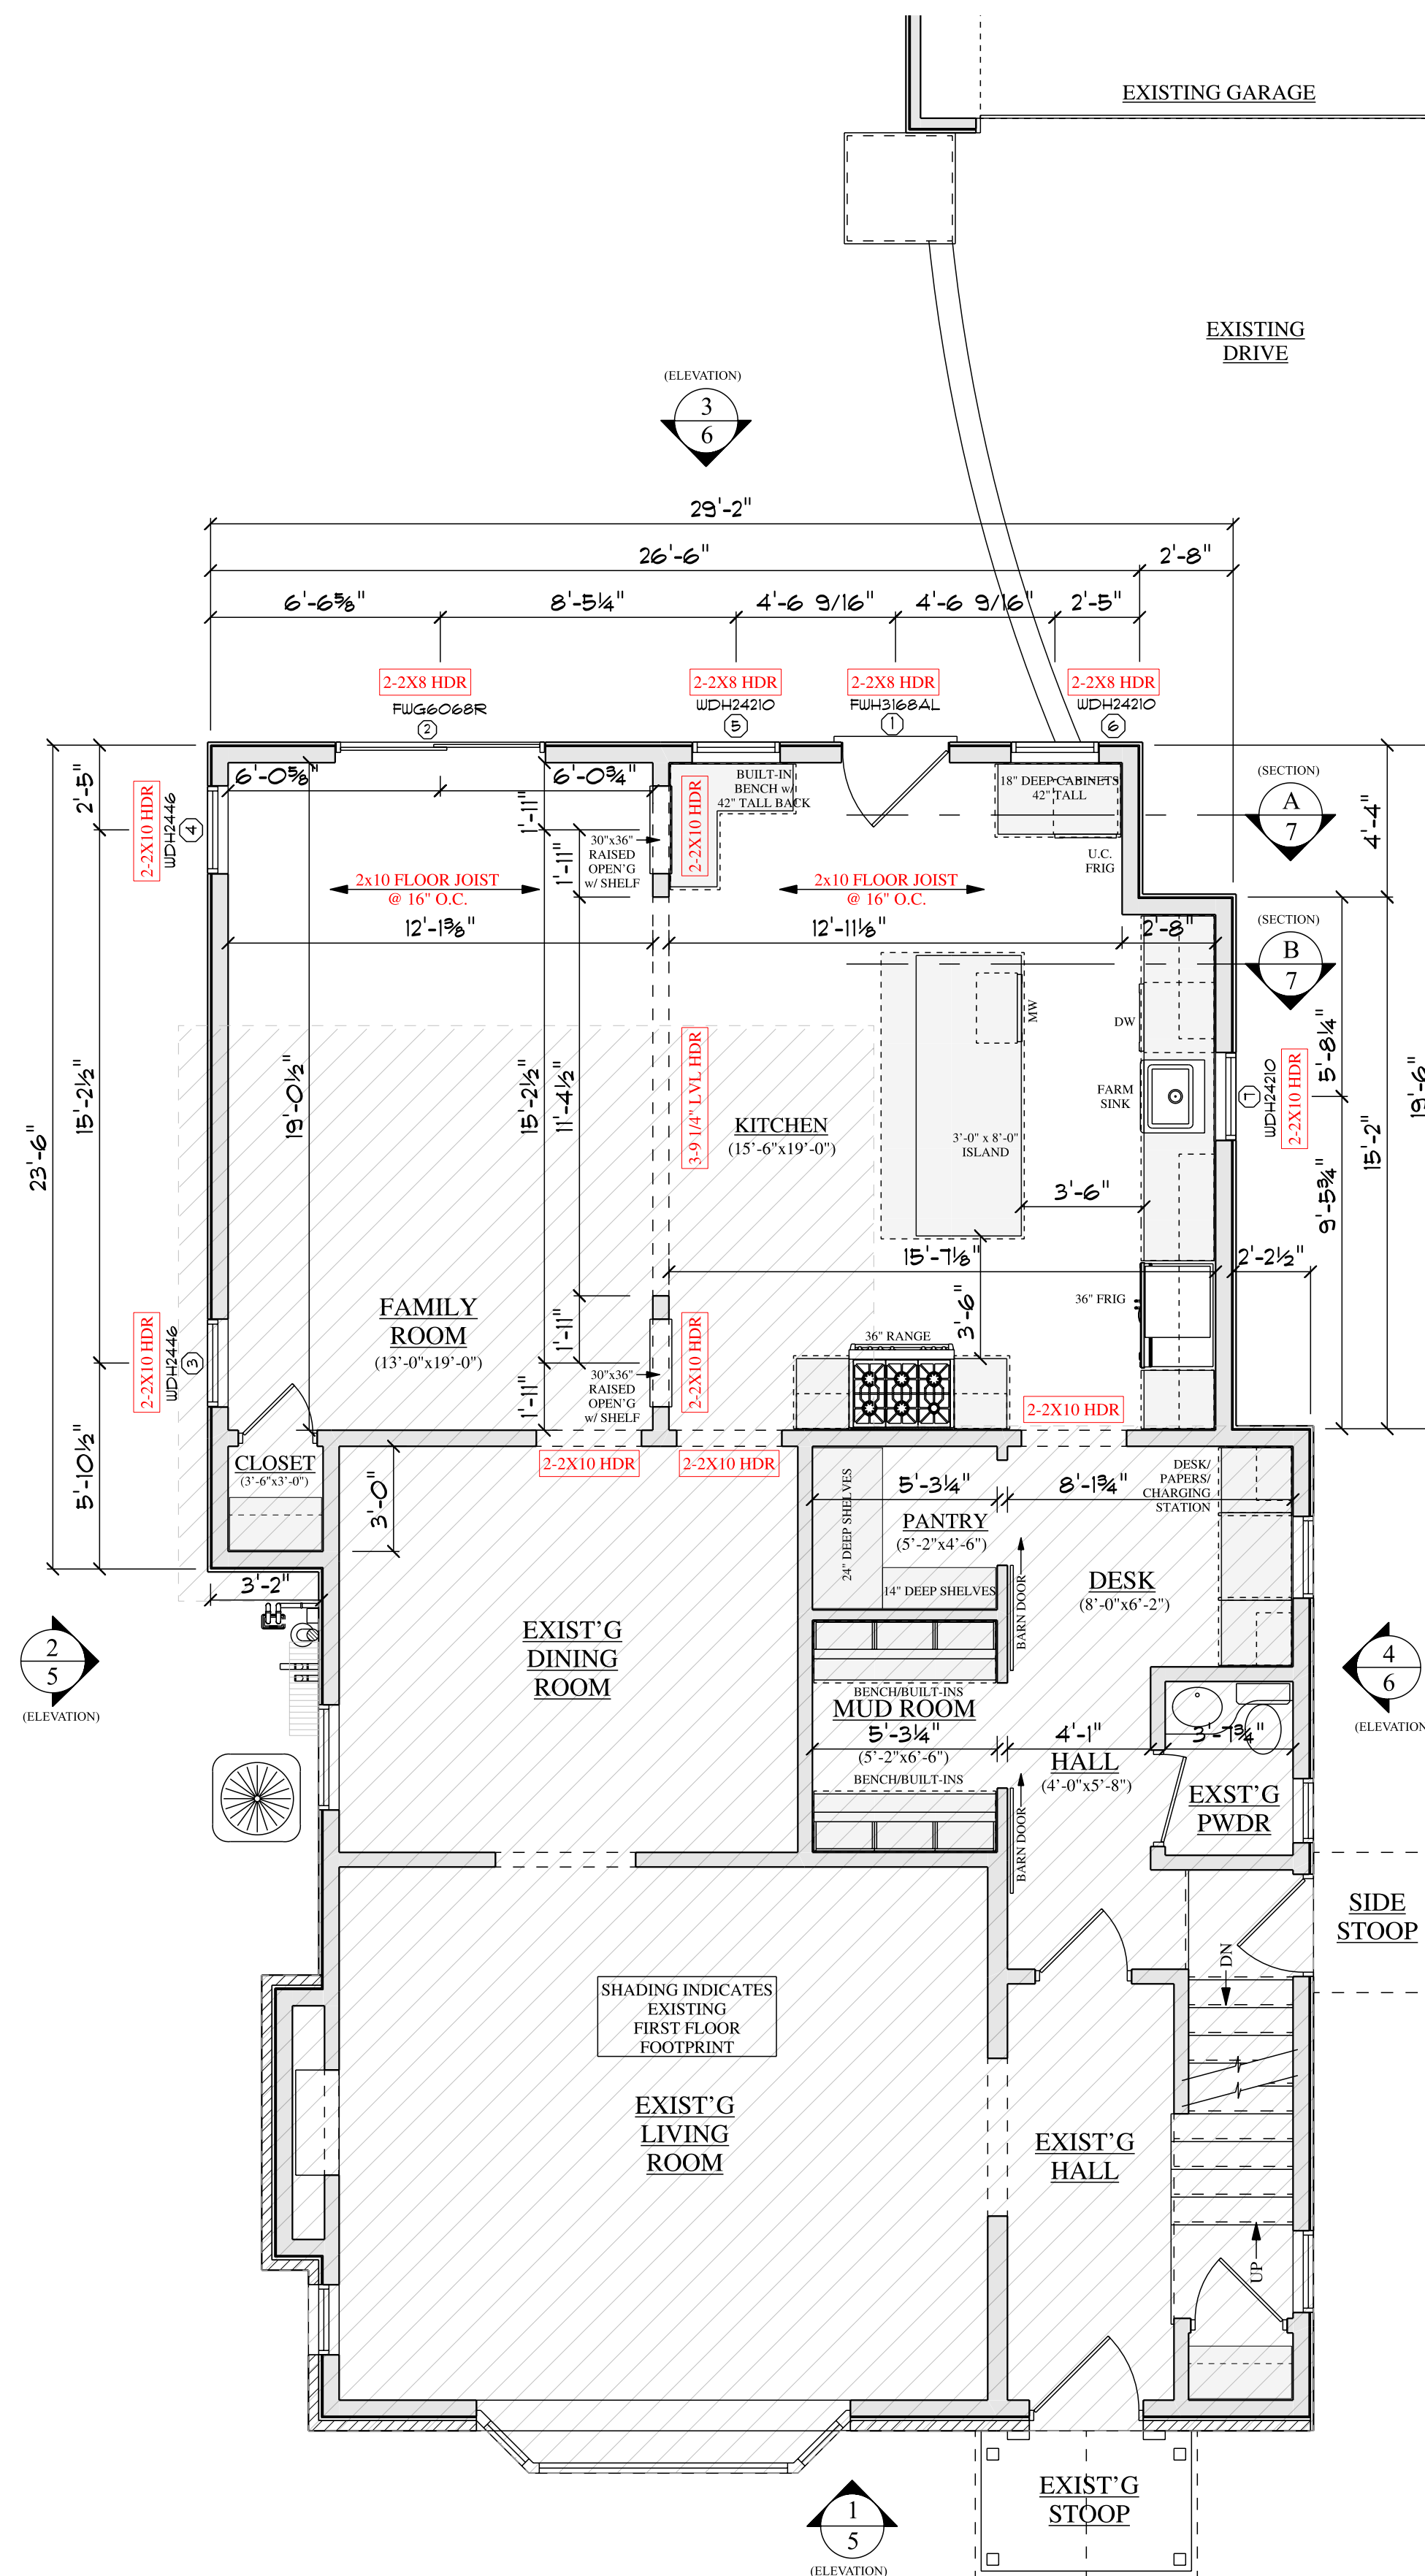 EXISTING GARAGE
EXISTING
DRIVE
(ELEVATION)
3
6
29'-2"
26'-6"
2'-8"
6'-6⅝"
8'-5¼"
4'-6 9/16"
4'-6 9/16"
2'-5"
2-2X8 HDR
2-2X8 HDR
2-2X8 HDR
2-2X8 HDR
FWG6068R
WDH24210
FWH3168AL
WDH24210
2
5
1
6
2'-5"
2-2X10 HDR
WDH2446
4
6'-0⅝"
6'-0¾"
1'-11"
1'-11"
30"x36"
RAISED
OPEN'G
w/ SHELF
2-2X10 HDR
BUILT-IN
BENCH w/
42" TALL BACK
18" DEEP CABINETS
42" TALL
U.C.
FRIG
(SECTION)
A
7
4'-4"
2x10 FLOOR JOIST
@ 16" O.C.
2x10 FLOOR JOIST
@ 16" O.C.
12'-1⅜"
12'-11⅛"
2'-8"
(SECTION)
B
7
MW
DW
FARM
SINK
7
WDH24210
2-2X10 HDR
5'-8¼"
19'-6"
15'-2"
9'-5¾"
23'-6"
15'-2½"
19'-0½"
15'-2½"
11'-4½"
3-9 1/4" LVL HDR
KITCHEN
(15'-6"x19'-0")
3'-0" x 8'-0"
ISLAND
3'-6"
15'-7⅛"
2'-2½"
3'-6"
36" FRIG
36" RANGE
FAMILY
ROOM
(13'-0"x19'-0")
2-2X10 HDR
WDH2446
3
1'-11"
1'-11"
30"x36"
RAISED
OPEN'G
w/ SHELF
2-2X10 HDR
2-2X10 HDR
2-2X10 HDR
2-2X10 HDR
5'-10½"
CLOSET
(3'-6"x3'-0")
3'-0"
3'-2"
24" DEEP SHELVES
5'-3¼"
8'-1¾"
PANTRY
(5'-2"x4'-6")
14" DEEP SHELVES
DESK/
PAPERS/
CHARGING
STATION
DESK
(8'-0"x6'-2")
BARN DOOR
2
5
(ELEVATION)
EXIST'G
DINING
ROOM
BENCH/BUILT-INS
MUD ROOM
5'-3¼"
(5'-2"x6'-6")
BENCH/BUILT-INS
4'-1"
HALL
(4'-0"x5'-8")
3'-7¾"
EXST'G
PWDR
BARN DOOR
4
6
(ELEVATION
SIDE
STOOP
DN
SHADING INDICATES
EXISTING
FIRST FLOOR
FOOTPRINT
EXIST'G
LIVING
ROOM
EXIST'G
HALL
UP
1
5
(ELEVATION)
EXIST'G
STOOP